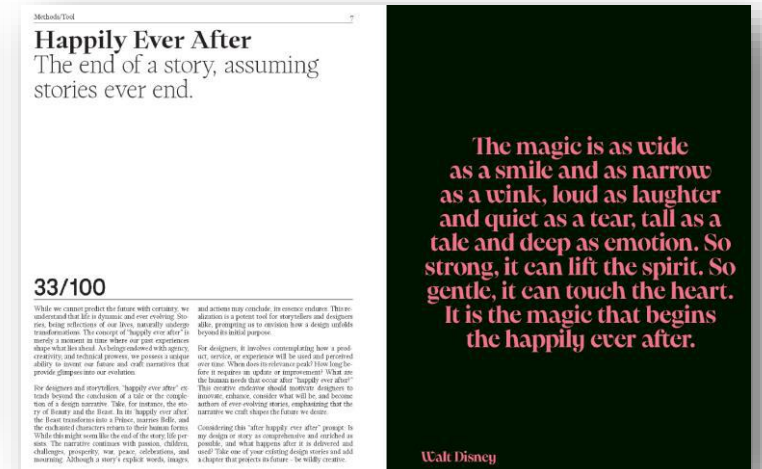 Methods/Tool
7
Happily Ever After
The end of a story, assuming
stories ever end.
33/100
While we cannot predict the future with certainty, we
understand that life is dynamic and ever evolving. Sto-
ries, being reflections of our lives, naturally undergo
transformations. The concept of "happily ever after" is
merely a moment in time where our past experiences
shape what lies ahead. As beings endowed with agency,
creativity, and technical prowess, we possess a unique
ability to invent our future and craft narratives that
provide glimpses into our evolution.
For designers and storytellers, "happily ever after" ex-
tends beyond the conclusion of a tale or the comple-
tion of a design narrative. Take, for instance, the sto-
ry of Beauty and the Beast. In its 'happily ever after,'
the Beast transforms into a Prince, marries Belle, and
the enchanted characters return to their human forms.
While this might seem like the end of the story, life per-
sists. The narrative continues with passion, children,
challenges, prosperity, war, peace, celebrations, and
mourning. Although a story's explicit words, images,
and actions may conclude, its essence endures. This re-
alization is a potent tool for storytellers and designers
alike, prompting us to envision how a design unfolds
beyond its initial purpose.
For designers, it involves contemplating how a prod-
uct, service, or experience will be used and perceived
over time. When does its relevance peak? How long be-
fore it requires an update or improvement? What are
the human needs that occur after "happily ever after?"
This creative endeavor should motivate designers to
innovate, enhance, consider what will be, and become
authors of ever-evolving stories, emphasizing that the
narrative we craft shapes the future we desire.
Considering this "after happily ever after" prompt: Is
my design or story as comprehensive and enriched as
possible, and what happens after it is delivered and
used? Take one of your existing design stories and add
a chapter that projects its future – be wildly creative.
The magic is as wide
as a smile and as narrow
as a wink, loud as laughter
and quiet as a tear, tall as a
tale and deep as emotion. So
strong, it can lift the spirit. So
gentle, it can touch the heart.
It is the magic that begins
the happily ever after.
Walt Disney